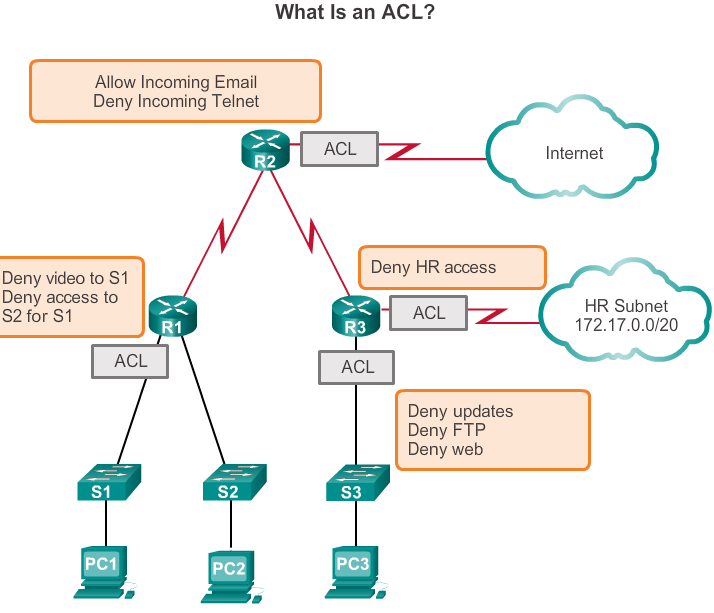 What Is an ACL?
Allow Incoming Email
Deny Incoming Telnet
R2
ACL
Internet
Deny video to S1
Deny access to
S2 for S1
R1
ACL
Deny HR access
R3
ACL
HR Subnet
172.17.0.0/20
ACL
Deny updates
Deny FTP
Deny web
S1
S2
S3
PC1
PC2
PC3